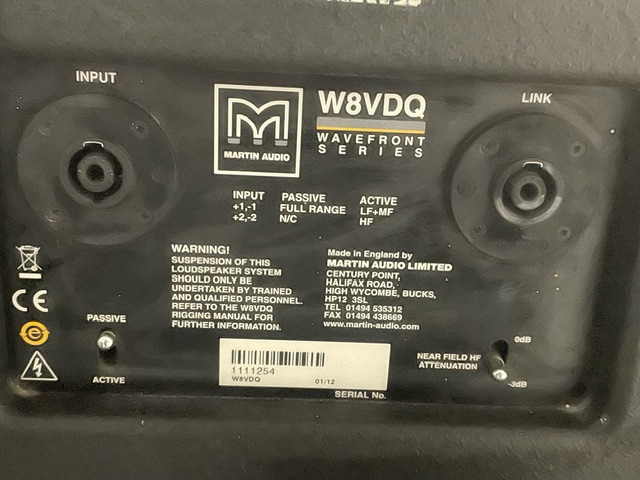 INPUT
MARTIN AUDIO
W8VDQ
WAVEFRONT
SERIES
LINK
INPUT PASSIVE ACTIVE
+1,-1 FULL RANGE LF+MF
+2,-2 N/C HF
WARNING!
SUSPENSION OF THIS
LOUDSPEAKER SYSTEM
SHOULD ONLY BE
UNDERTAKEN BY TRAINED
AND QUALIFIED PERSONNEL.
REFER TO THE W8VDQ
RIGGING MANUAL FOR
FURTHER INFORMATION.
Made in England by
MARTIN AUDIO LIMITED
CENTURY POINT,
HALIFAX ROAD,
HIGH WYCOMBE, BUCKS,
HP12 3SL
TEL 01494 535312
FAX 01494 438669
www.martin-audio.com
CE
e
PASSIVE
ACTIVE
1111254
W8VDQ 01/12
SERIAL No.
NEAR FIELD HF
ATTENUATION
0dB
-3dB